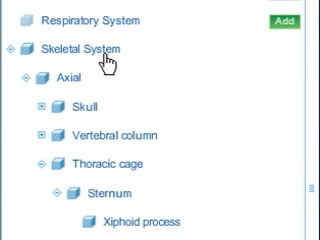 Respiratory System Add
Skeletal System
Axial
Skull
Vertebral column
Thoracic cage
Sternum
Xiphoid process